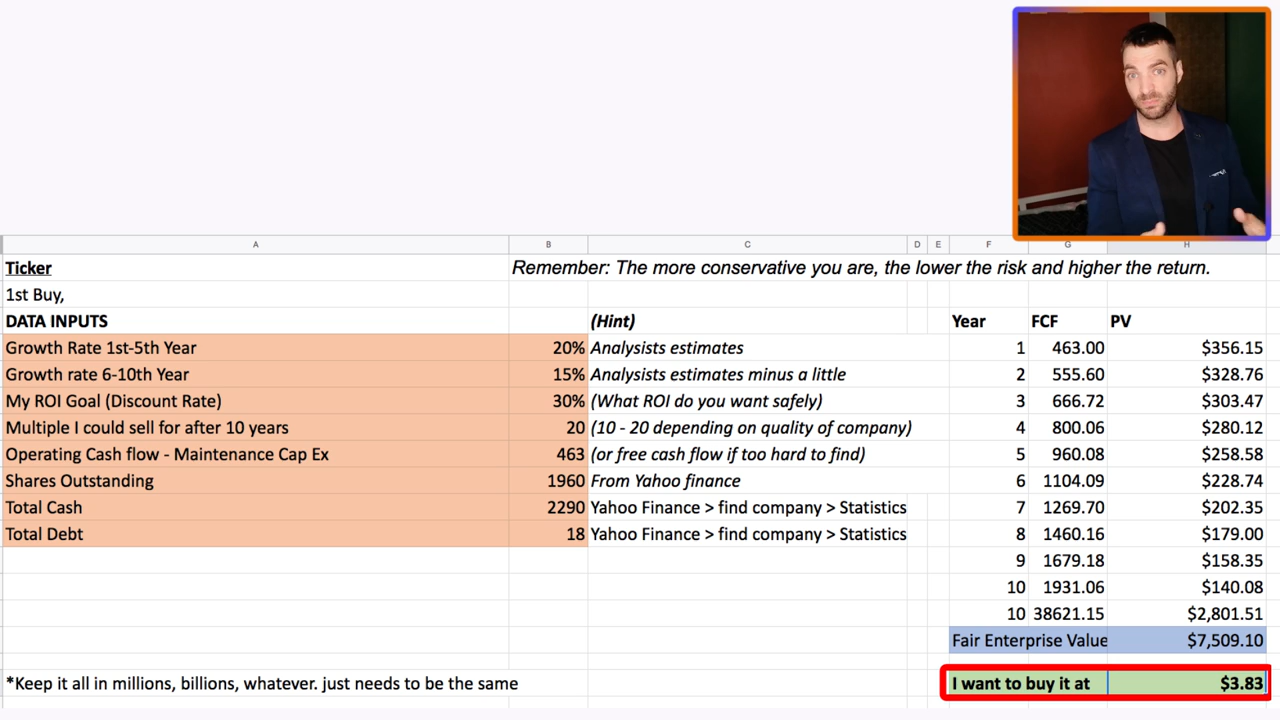 A B C D E F G H
Ticker Remember: The more conservative you are, the lower the risk and higher the return.
1st Buy,
DATA INPUTS (Hint) Year FCF PV
Growth Rate 1st-5th Year 20% Analysists estimates 1 463.00 $356.15
Growth rate 6-10th Year 15% Analysists estimates minus a little 2 555.60 $328.76
My ROI Goal (Discount Rate) 30% (What ROI do you want safely) 3 666.72 $303.47
Multiple I could sell for after 10 years 20 (10 - 20 depending on quality of company) 4 800.06 $280.12
Operating Cash flow - Maintenance Cap Ex 463 (or free cash flow if too hard to find) 5 960.08 $258.58
Shares Outstanding 1960 From Yahoo finance 6 1104.09 $228.74
Total Cash 2290 Yahoo Finance > find company > Statistics 7 1269.70 $202.35
Total Debt 18 Yahoo Finance > find company > Statistics 8 1460.16 $179.00
9 1679.18 $158.35
10 1931.06 $140.08
10 38621.15 $2,801.51
Fair Enterprise Value $7,509.10
*Keep it all in millions, billions, whatever. just needs to be the same I want to buy it at $3.83